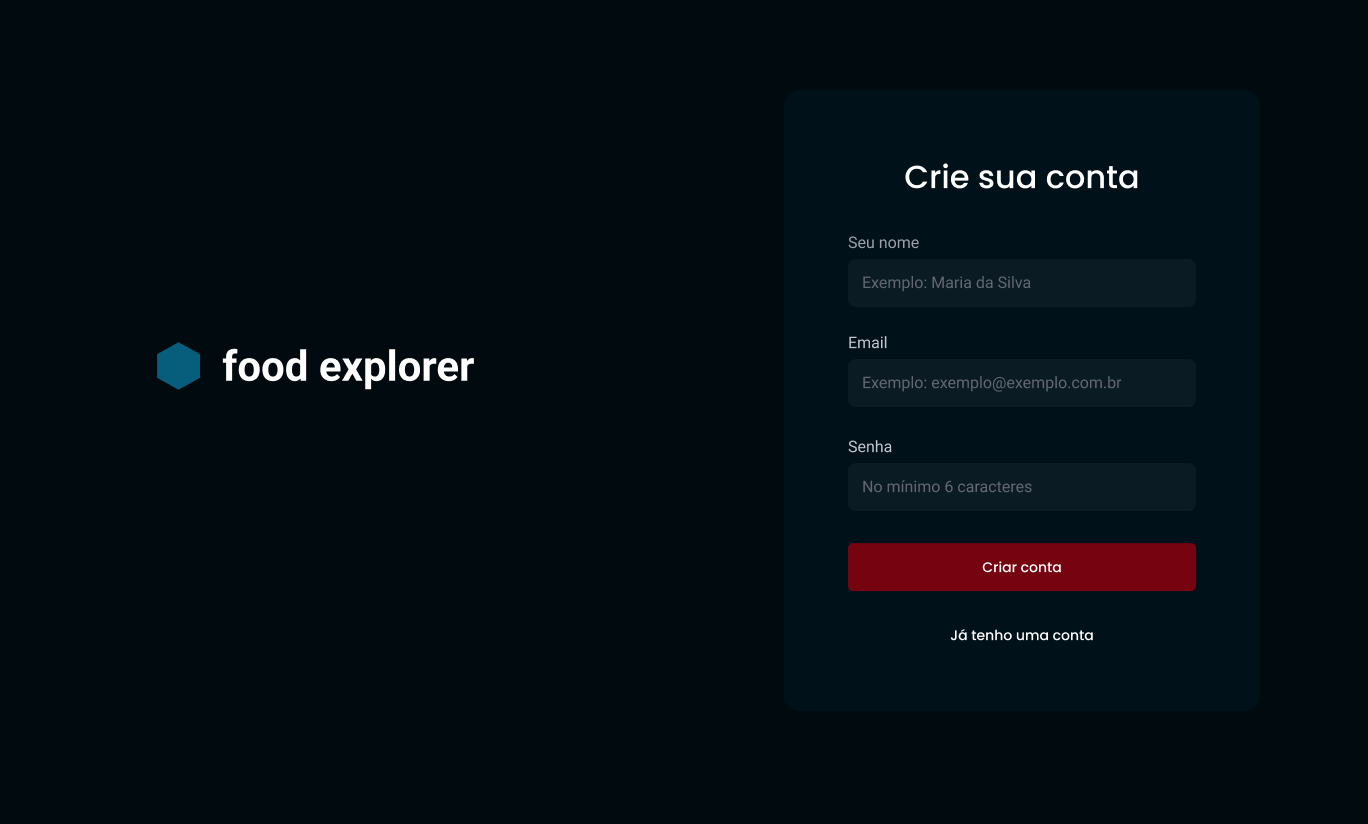 food explorer
Crie sua conta
Seu nome
Exemplo: Maria da Silva
Email
Exemplo: exemplo@exemplo.com.br
Senha
No mínimo 6 caracteres
Criar conta
Já tenho uma conta